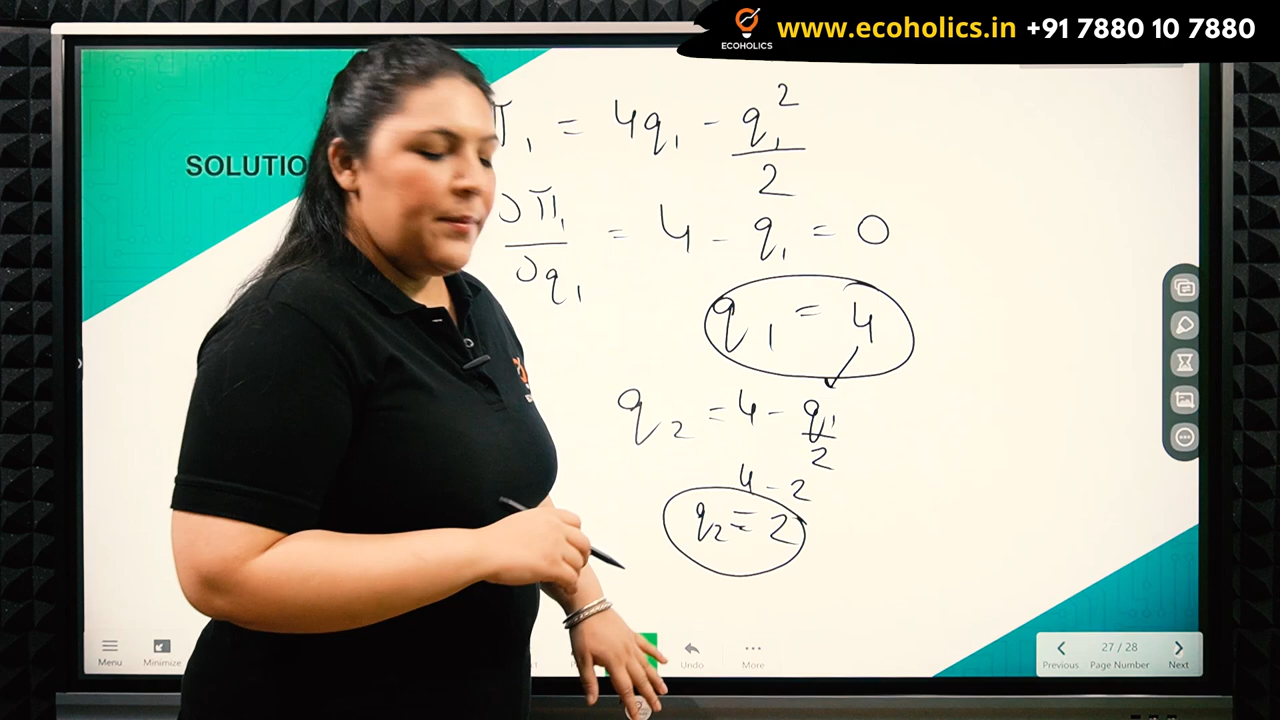 www.ecoholics.in +91 7880 10 7880
ECOHOLICS
SOLUTIO
π₁ = 4q₁ - q₁²/2
∂π₁/∂q₁ = 4 - q₁ = 0
q₁ = 4
q₂ = 4 - q₁/2
4 - 2
q₂ = 2
27 / 28
Menu Minimize Undo More Previous Page Number Next